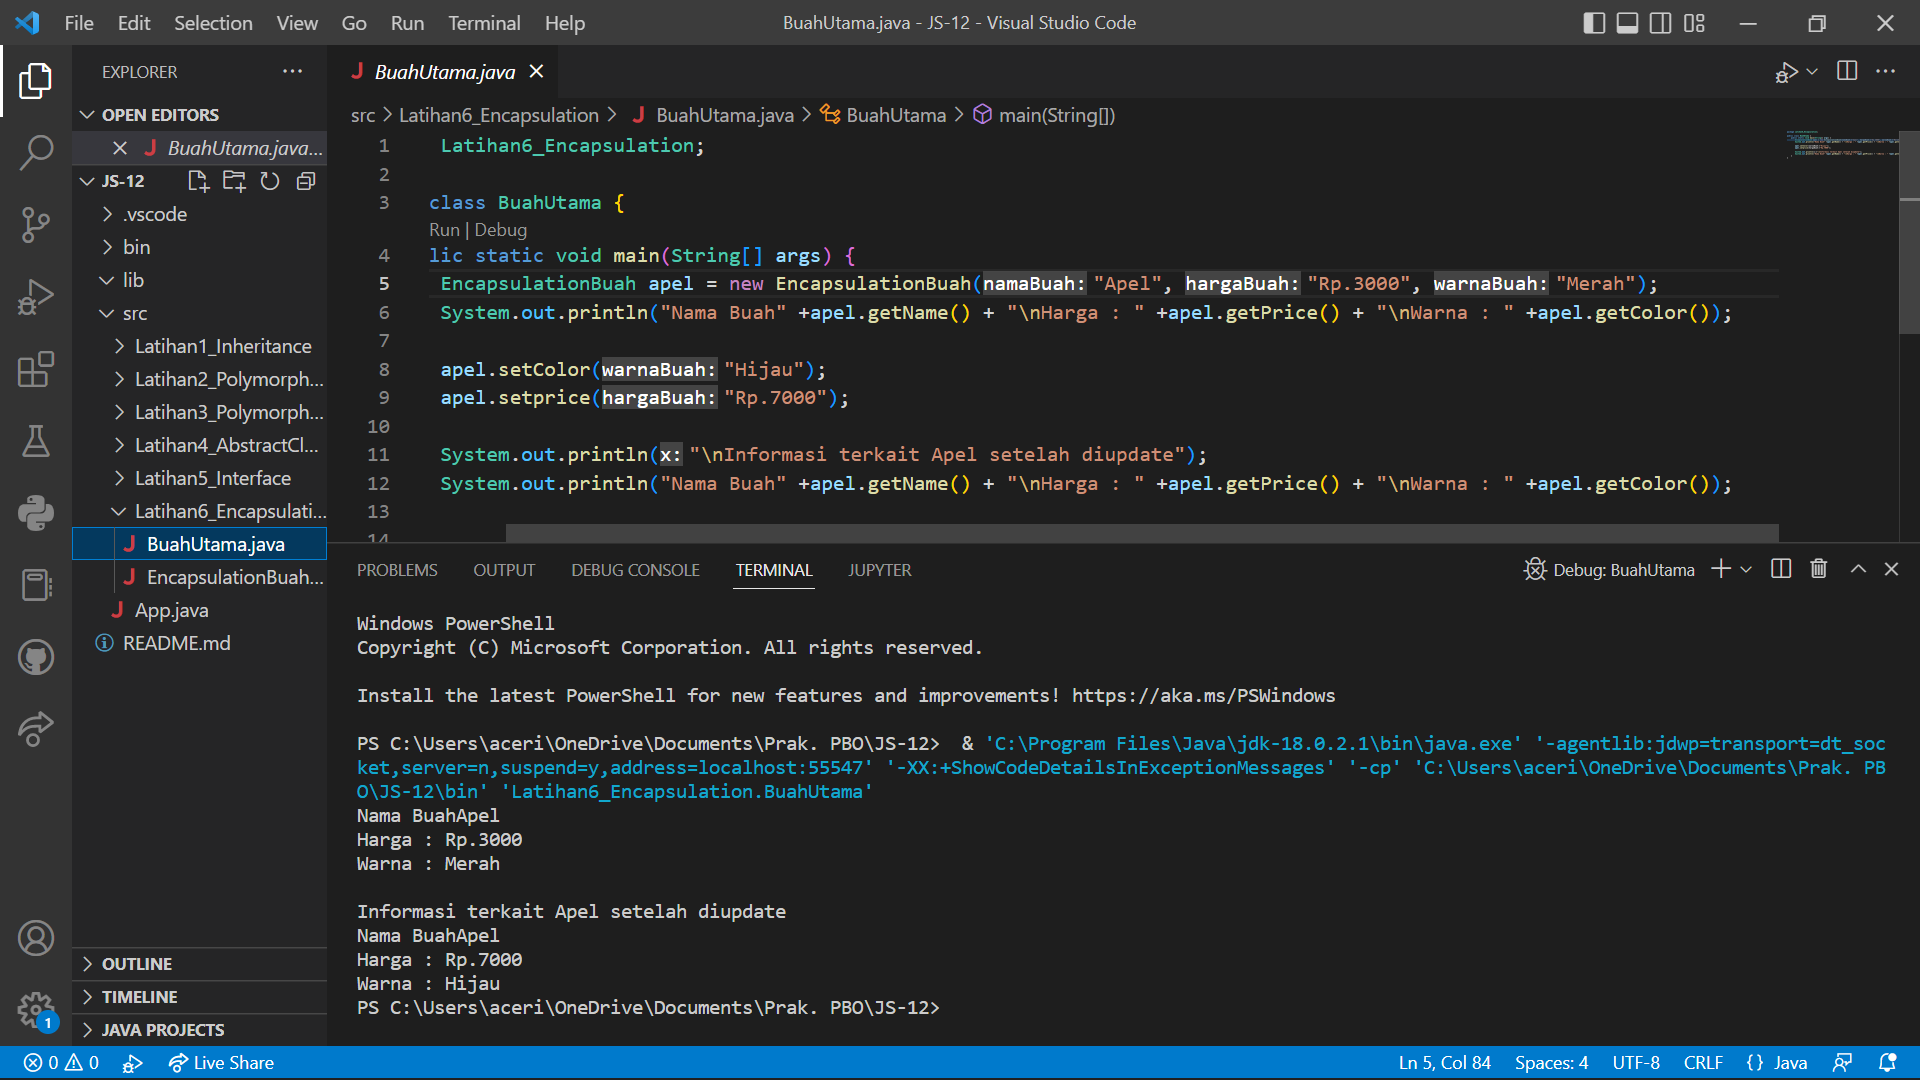 File Edit Selection View Go Run Terminal Help
BuahUtama.java - JS-12 - Visual Studio Code
EXPLORER
OPEN EDITORS
BuahUtama.java...
JS-12
.vscode
bin
lib
src
Latihan1_Inheritance
Latihan2_Polymorph...
Latihan3_Polymorph...
Latihan4_AbstractCl...
Latihan5_Interface
Latihan6_Encapsulati...
BuahUtama.java
EncapsulationBuah...
App.java
README.md
OUTLINE
TIMELINE
JAVA PROJECTS
1
BuahUtama.java
src > Latihan6_Encapsulation > BuahUtama.java > BuahUtama > main(String[])
1 Latihan6_Encapsulation;
2
3 class BuahUtama {
Run | Debug
4 lic static void main(String[] args) {
5 EncapsulationBuah apel = new EncapsulationBuah(namaBuah: "Apel", hargaBuah: "Rp.3000", warnaBuah: "Merah");
6 System.out.println("Nama Buah" +apel.getName() + "\nHarga : " +apel.getPrice() + "\nWarna : " +apel.getColor());
7
8 apel.setColor(warnaBuah: "Hijau");
9 apel.setprice(hargaBuah: "Rp.7000");
10
11 System.out.println(x: "\nInformasi terkait Apel setelah diupdate");
12 System.out.println("Nama Buah" +apel.getName() + "\nHarga : " +apel.getPrice() + "\nWarna : " +apel.getColor());
13
14
PROBLEMS OUTPUT DEBUG CONSOLE TERMINAL JUPYTER
Debug: BuahUtama
Windows PowerShell
Copyright (C) Microsoft Corporation. All rights reserved.
Install the latest PowerShell for new features and improvements! https://aka.ms/PSWindows
PS C:\Users\aceri\OneDrive\Documents\Prak. PBO\JS-12>  & 'C:\Program Files\Java\jdk-18.0.2.1\bin\java.exe' '-agentlib:jdwp=transport=dt_soc
ket,server=n,suspend=y,address=localhost:55547' '-XX:+ShowCodeDetailsInExceptionMessages' '-cp' 'C:\Users\aceri\OneDrive\Documents\Prak. PB
O\JS-12\bin' 'Latihan6_Encapsulation.BuahUtama'
Nama BuahApel
Harga : Rp.3000
Warna : Merah
Informasi terkait Apel setelah diupdate
Nama BuahApel
Harga : Rp.7000
Warna : Hijau
PS C:\Users\aceri\OneDrive\Documents\Prak. PBO\JS-12>
0 0 Live Share
Ln 5, Col 84 Spaces: 4 UTF-8 CRLF {} Java